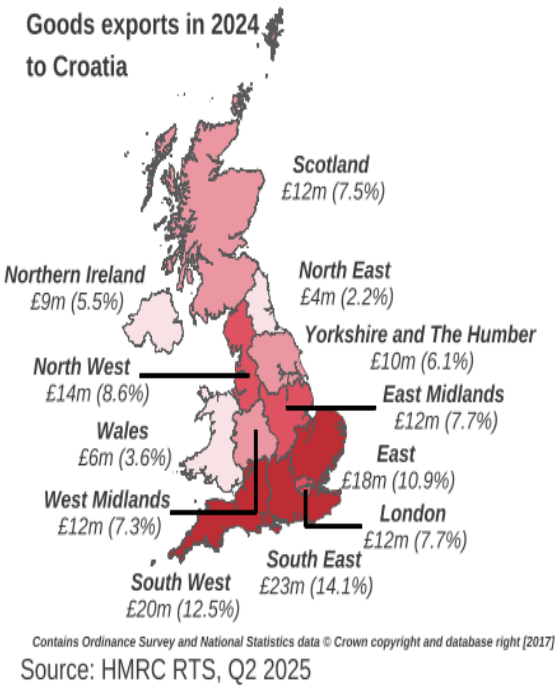 Goods exports in 2024
to Croatia
Scotland
£12m (7.5%)
Northern Ireland
£9m (5.5%)
North East
£4m (2.2%)
Yorkshire and The Humber
£10m (6.1%)
North West
£14m (8.6%)
East Midlands
£12m (7.7%)
Wales
£6m (3.6%)
East
£18m (10.9%)
West Midlands
£12m (7.3%)
London
£12m (7.7%)
South East
£23m (14.1%)
South West
£20m (12.5%)
Contains Ordinance Survey and National Statistics data © Crown copyright and database right [2017]
Source: HMRC RTS, Q2 2025